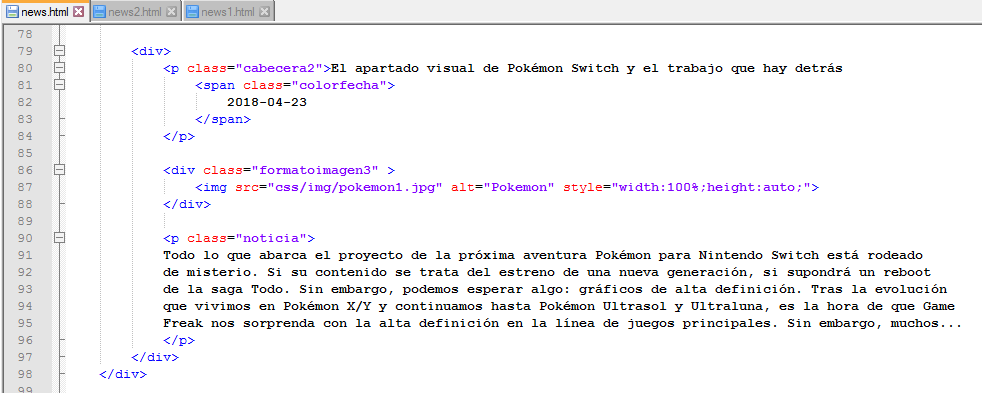 news.html news2.html news1.html
78
79 <div>
80 <p class="cabecera2">El apartado visual de Pokémon Switch y el trabajo que hay detrás
81 <span class="colorfecha">
82 2018-04-23
83 </span>
84 </p>
85
86 <div class="formatoimagen3" >
87 <img src="css/img/pokemon1.jpg" alt="Pokemon" style="width:100%;height:auto;">
88 </div>
89
90 <p class="noticia">
91 Todo lo que abarca el proyecto de la próxima aventura Pokémon para Nintendo Switch está rodeado
92 de misterio. Si su contenido se trata del estreno de una nueva generación, si supondrá un reboot
93 de la saga Todo. Sin embargo, podemos esperar algo: gráficos de alta definición. Tras la evolución
94 que vivimos en Pokémon X/Y y continuamos hasta Pokémon Ultrasol y Ultraluna, es la hora de que Game
95 Freak nos sorprenda con la alta definición en la línea de juegos principales. Sin embargo, muchos...
96 </p>
97 </div>
98 </div>
99